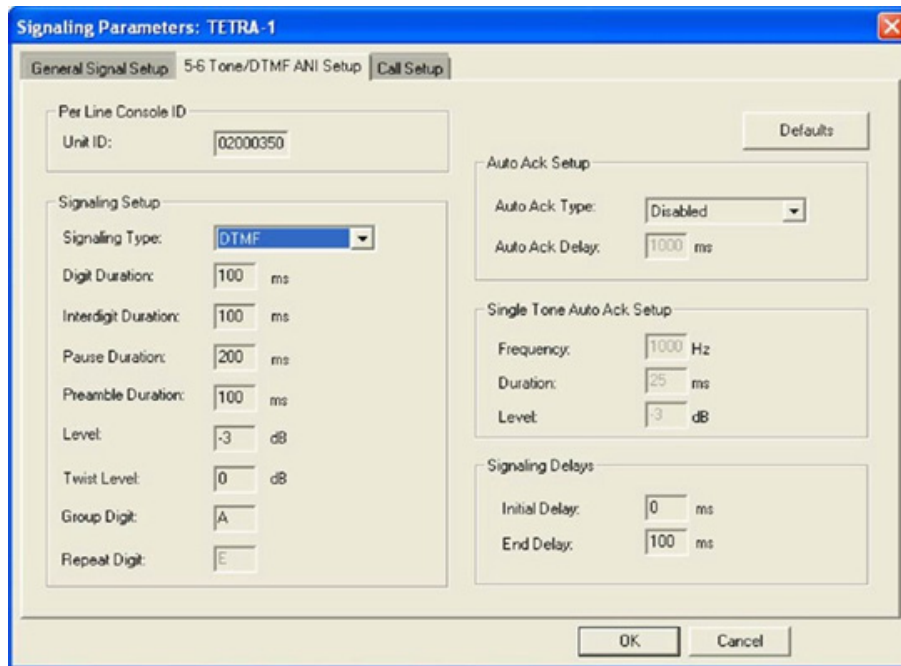 Signaling Parameters: TETRA-1
General Signal Setup 5-6 Tone/DTMF ANI Setup Call Setup
Per Line Console ID
Unit ID: 02000350
Defaults
Signaling Setup
Signaling Type: DTMF
Digit Duration: 100 ms
Interdigit Duration: 100 ms
Pause Duration: 200 ms
Preamble Duration: 100 ms
Level: -3 dB
Twist Level: 0 dB
Group Digit: A
Repeat Digit: E
Auto Ack Setup
Auto Ack Type: Disabled
Auto Ack Delay: 1000 ms
Single Tone Auto Ack Setup
Frequency: 1000 Hz
Duration: 25 ms
Level: -3 dB
Signaling Delays
Initial Delay: 0 ms
End Delay: 100 ms
OK Cancel